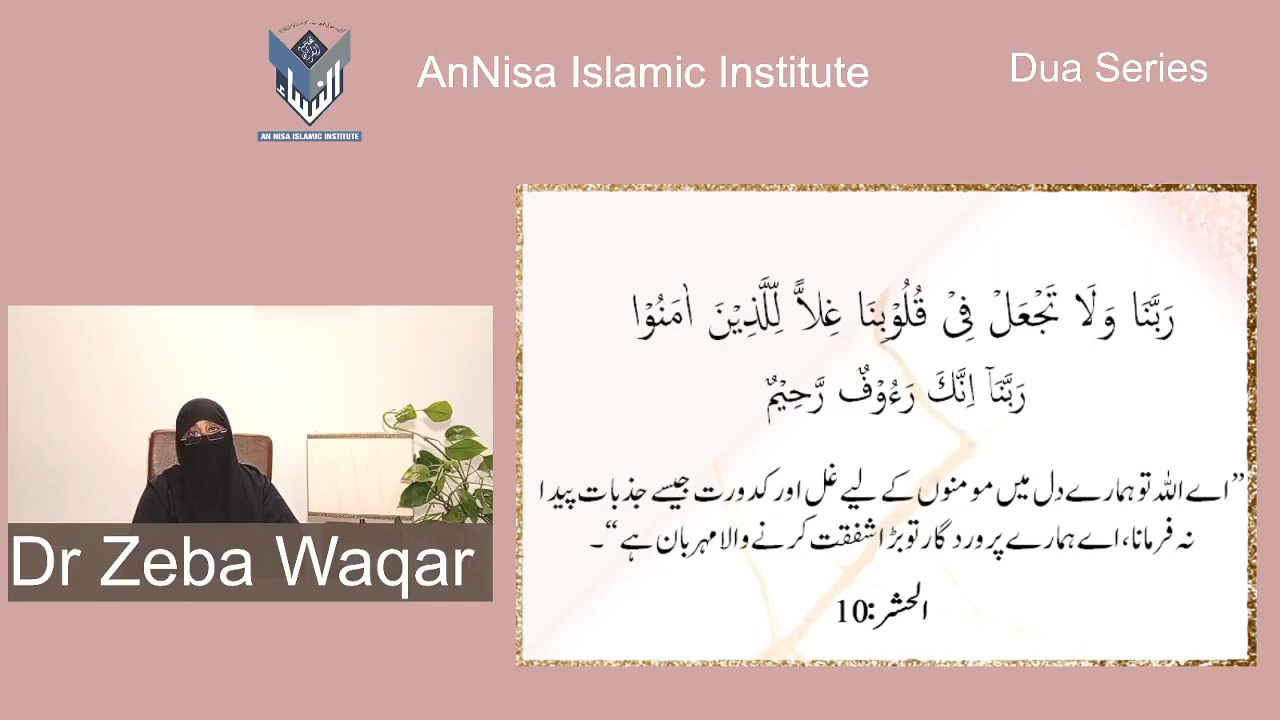 AnNisa Islamic Institute
Dua Series
AN NISA ISLAMIC INSTITUTE
رَبَّنَا وَلَا تَجْعَلْ فِیْ قُلُوْبِنَا غِلاًّ لِّلَّذِیْنَ اٰمَنُوْا
رَبَّنَآ اِنَّكَ رَءُوْفٌ رَّحِیْمٌ
”اے اللہ تو ہمارے دل میں مومنوں کے لیے غل اور کدورت جیسے جذبات پیدا
نہ فرمانا، اے ہمارے پروردگار تو بڑا شفقت کرنے والا مہربان ہے“۔
الحشر:10
Dr Zeba Waqar